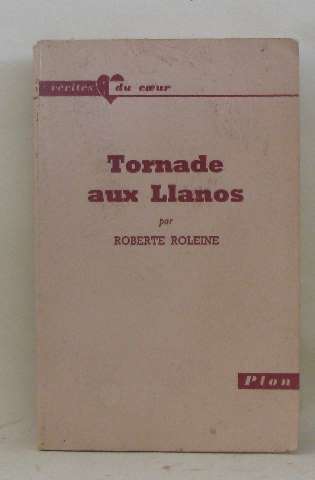 vérités du cœur
Tornade
aux Llanos
par
ROBERTE ROLEINE
Plon